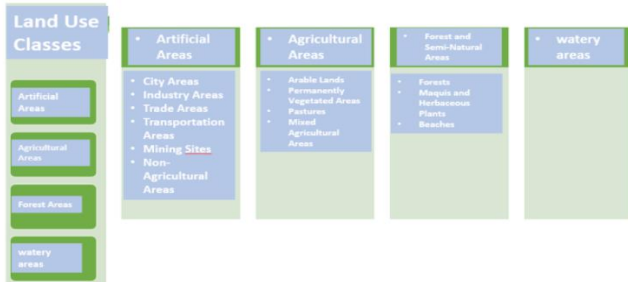 Land Use
Classes
Artificial
Areas
Agricultural
Areas
Forest Areas
watery
areas
• Artificial
Areas
• City Areas
• Industry Areas
• Trade Areas
• Transportation
Areas
• Mining Sites
• Non-
Agricultural
Areas
• Agricultural
Areas
• Arable Lands
• Permanently
Vegetated Areas
• Pastures
• Mixed
Agricultural
Areas
• Forest and
Semi-Natural
Areas
• Forests
• Maquis and
Herbaceous
Plants
• Beaches
• watery
areas